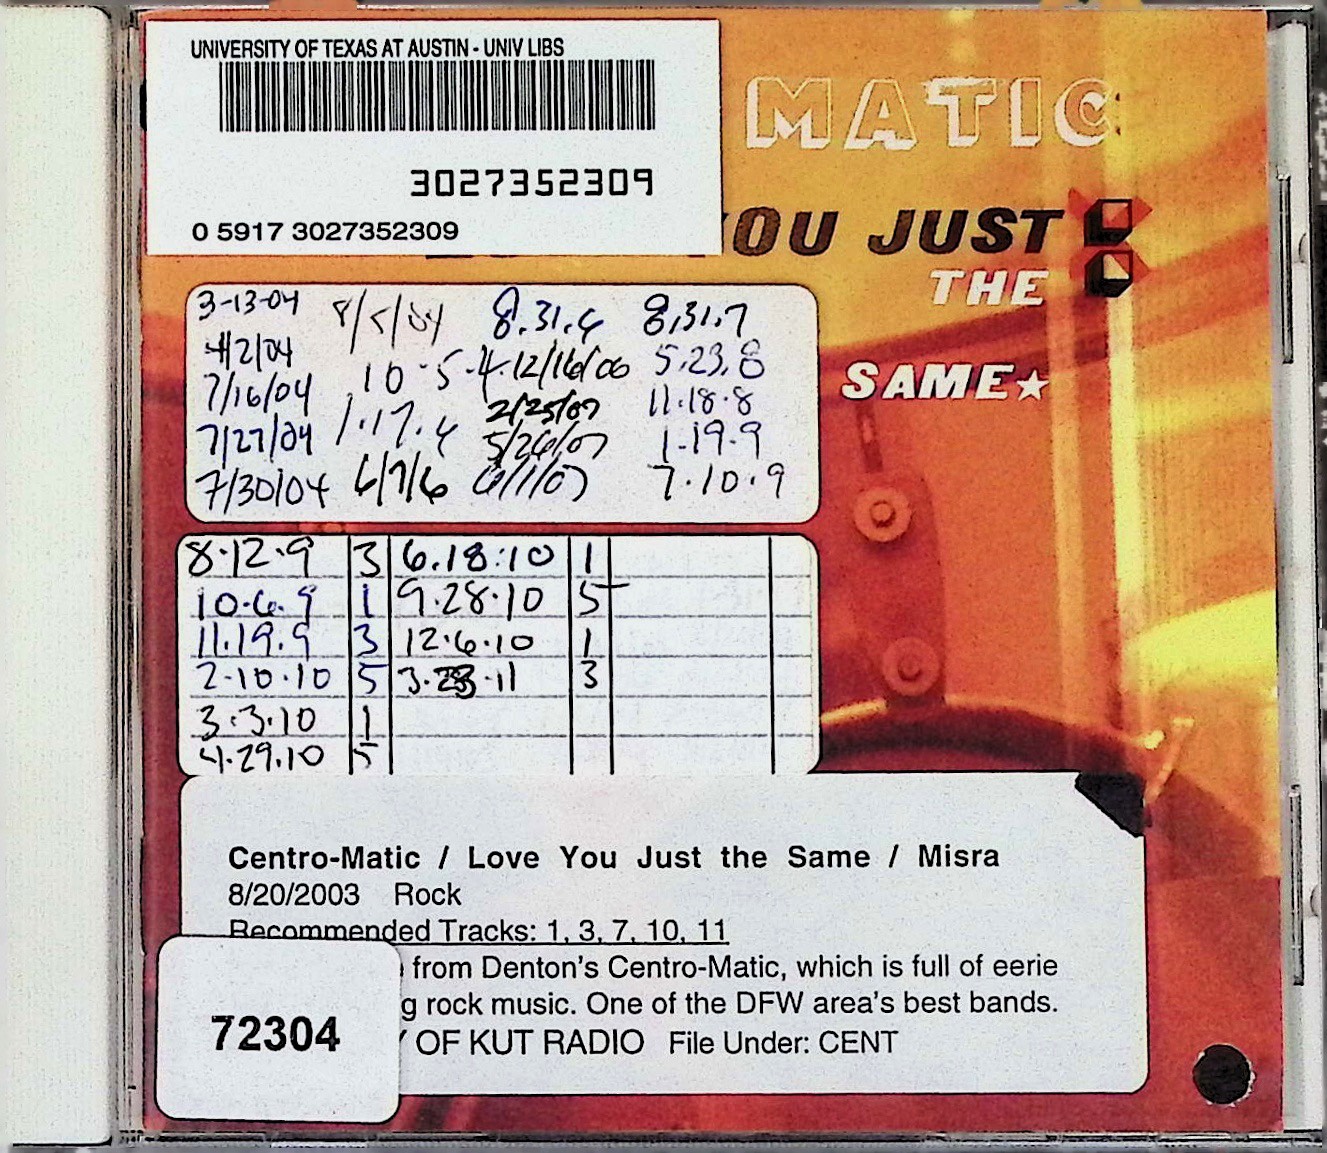 UNIVERSITY OF TEXAS AT AUSTIN - UNIV LIBS
3027352309
0 5917 3027352309
MATIC
YOU JUST
THE
SAME★
3-13-04
4/2/04
7/16/04
7/27/04
7/30/04
8/5/04
10-5-4
1.17.6
6/7/6
8.31.6
12/16/06
2/25/07
5/26/07
6/1/07
8.31.7
5.23.8
11.18.8
1-19-9
7.10.9
8.12.9 3 6.18.10 1
10.6.9 1 9.28.10 5
11.19.9 3 12.6.10 1
2.10.10 5 3.28.11 3
3.3.10 1
4.29.10 5
Centro-Matic / Love You Just the Same / Misra
8/20/2003 Rock
Recommended Tracks: 1, 3, 7, 10, 11
from Denton's Centro-Matic, which is full of eerie
g rock music. One of the DFW area's best bands.
72304
OF KUT RADIO File Under: CENT